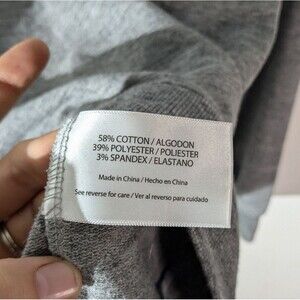 58% COTTON / ALGODON
39% POLYESTER / POLIESTER
3% SPANDEX / ELASTANO
Made in China / Hecho en China
See reverse for care / Ver al reverso para cuidado